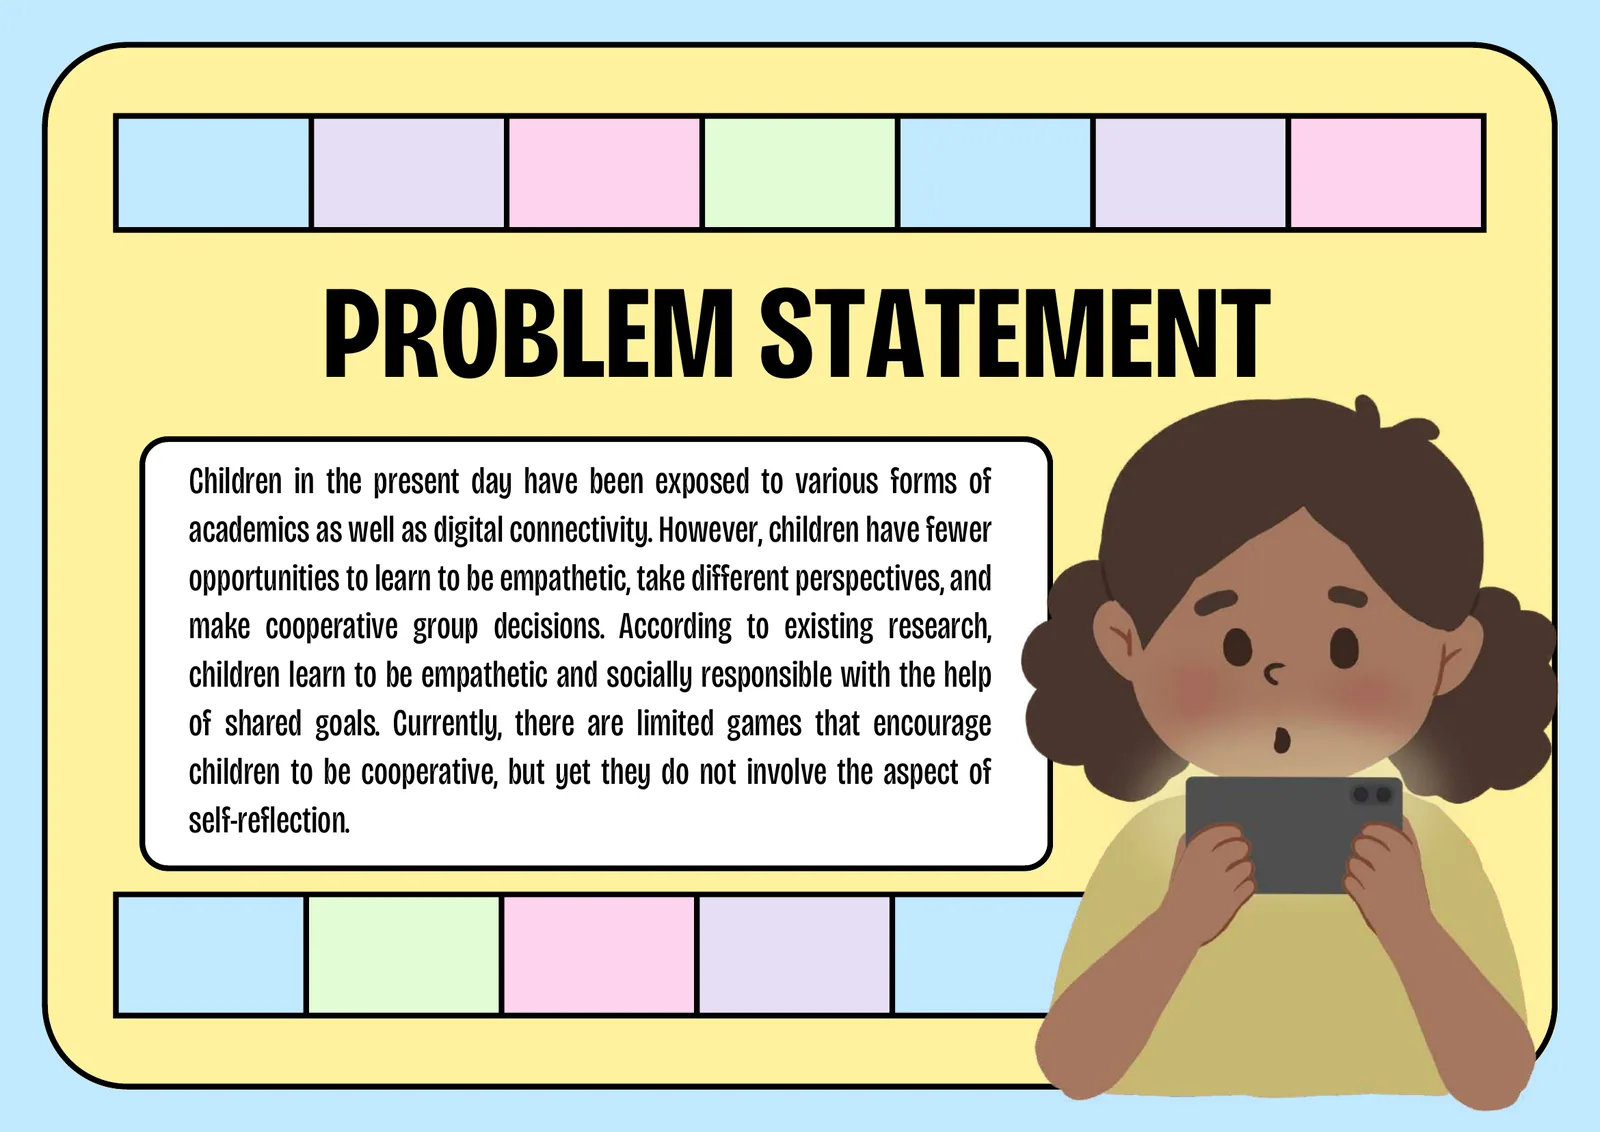 PROBLEM STATEMENT
Children in the present day have been exposed to various forms of
academics as well as digital connectivity. However, children have fewer
opportunities to learn to be empathetic, take different perspectives, and
make cooperative group decisions. According to existing research,
children learn to be empathetic and socially responsible with the help
of shared goals. Currently, there are limited games that encourage
children to be cooperative, but yet they do not involve the aspect of
self-reflection.